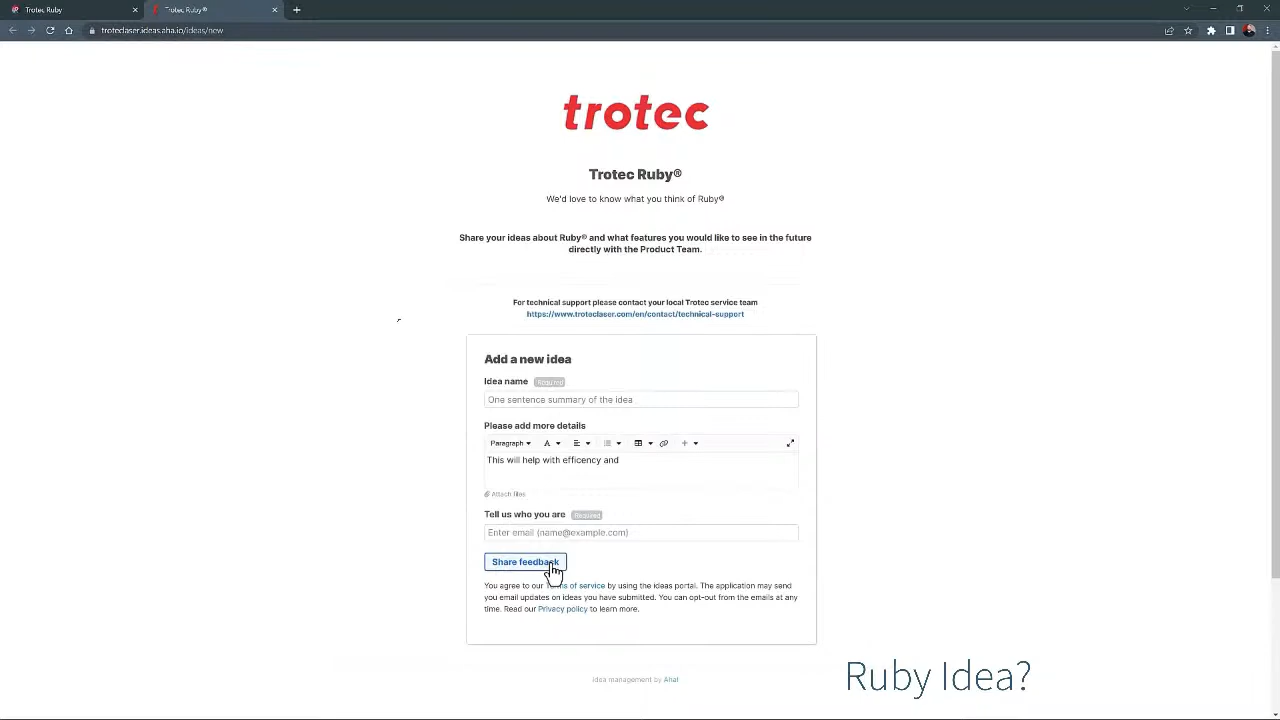 Trotec Ruby
Trotec Ruby®
troteclaser.ideas.aha.io/ideas/new
trotec
Trotec Ruby®
We'd love to know what you think of Ruby®
Share your ideas about Ruby® and what features you would like to see in the future
directly with the Product Team.
For technical support please contact your local Trotec service team
https://www.troteclaser.com/en/contact/technical-support
Add a new idea
Idea name Required
One sentence summary of the idea
Please add more details
Paragraph A
This will help with efficency and
Attach files
Tell us who you are Required
Enter email (name@example.com)
Share feedback
You agree to our Terms of service by using the ideas portal. The application may send
you email updates on ideas you have submitted. You can opt-out from the emails at any
time. Read our Privacy policy to learn more.
idea management by Aha!
Ruby Idea?